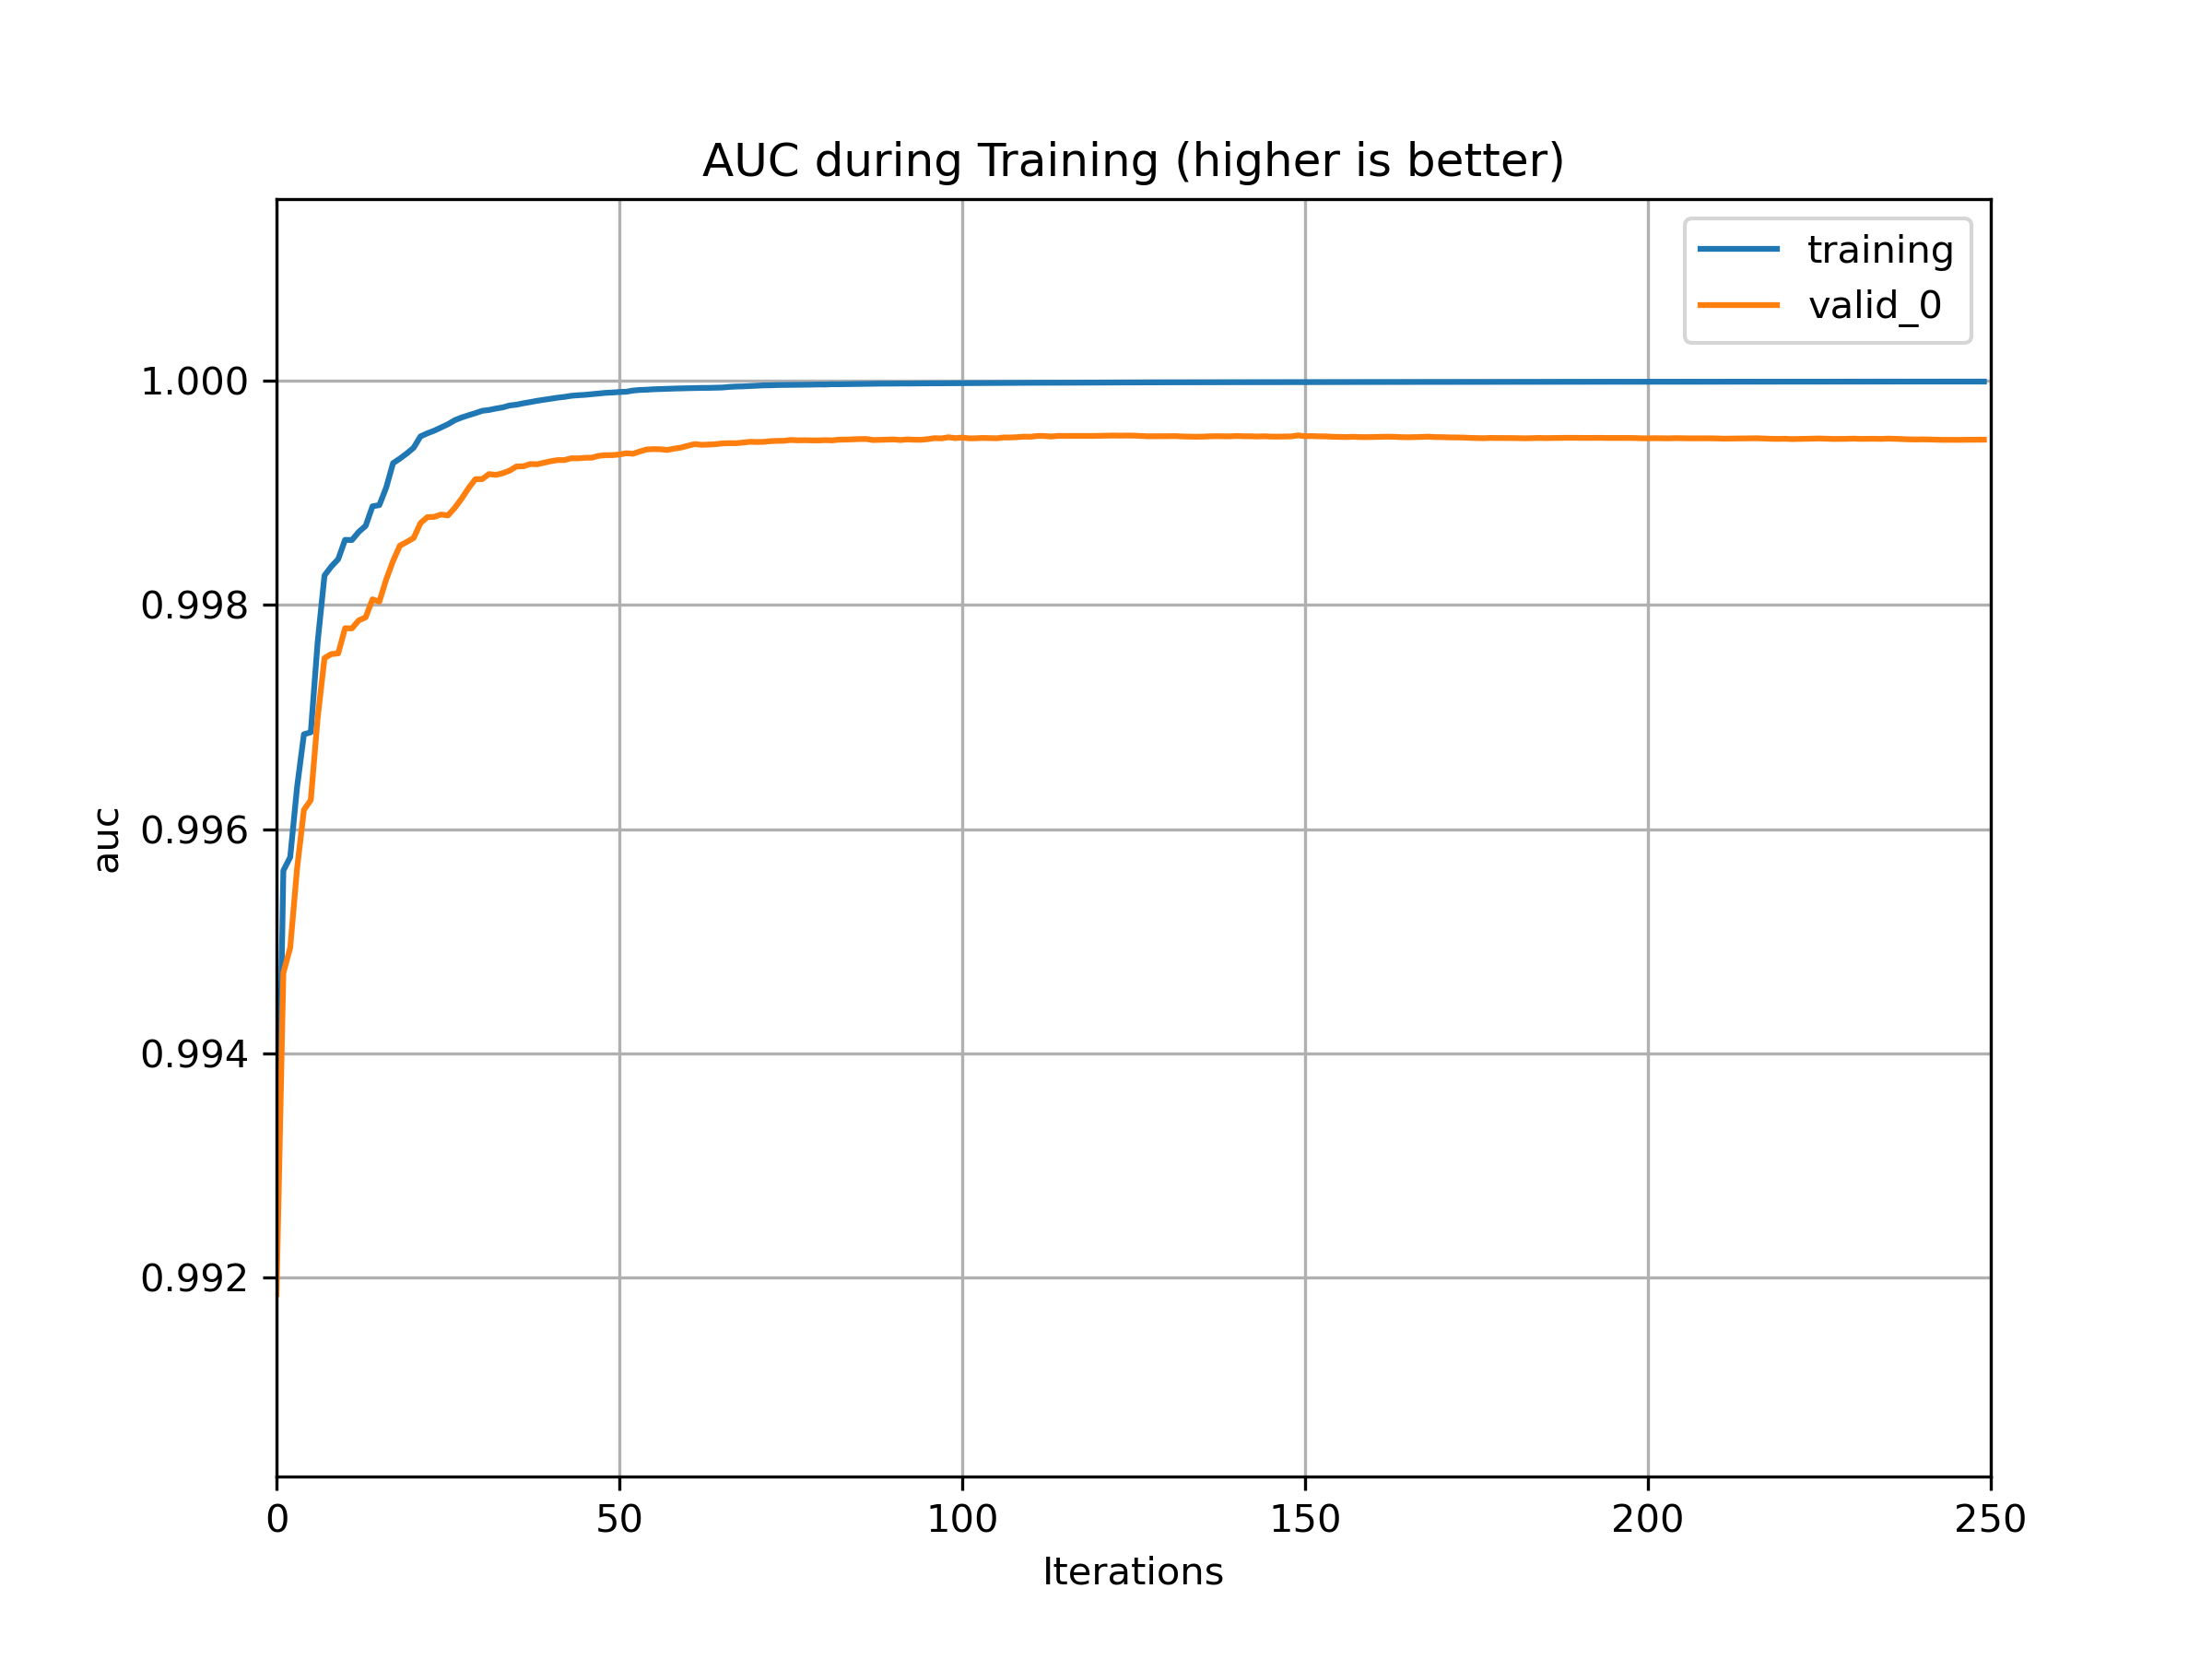 AUC during Training (higher is better)
training
valid_0
1.000
0.998
0.996
0.994
0.992
auc
0 50 100 150 200 250
Iterations